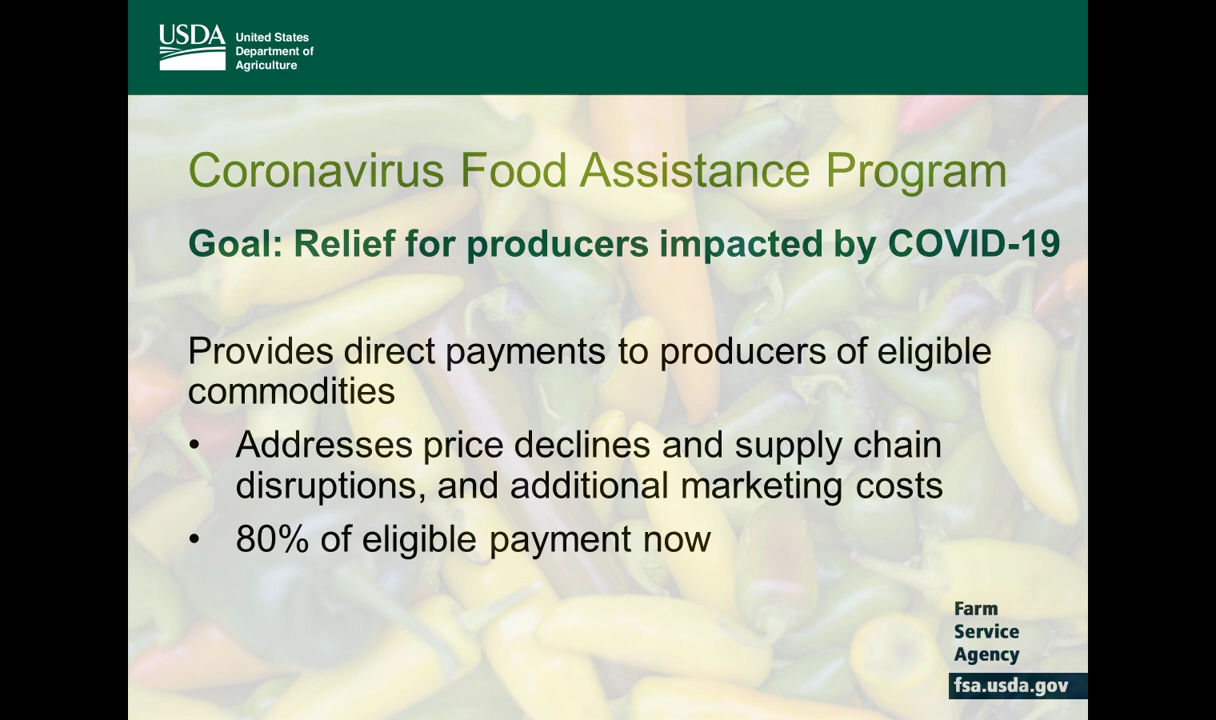 USDA
United States
Department of
Agriculture
Coronavirus Food Assistance Program
Goal: Relief for producers impacted by COVID-19
Provides direct payments to producers of eligible
commodities
• Addresses price declines and supply chain
disruptions, and additional marketing costs
• 80% of eligible payment now
Farm
Service
Agency
fsa.usda.gov